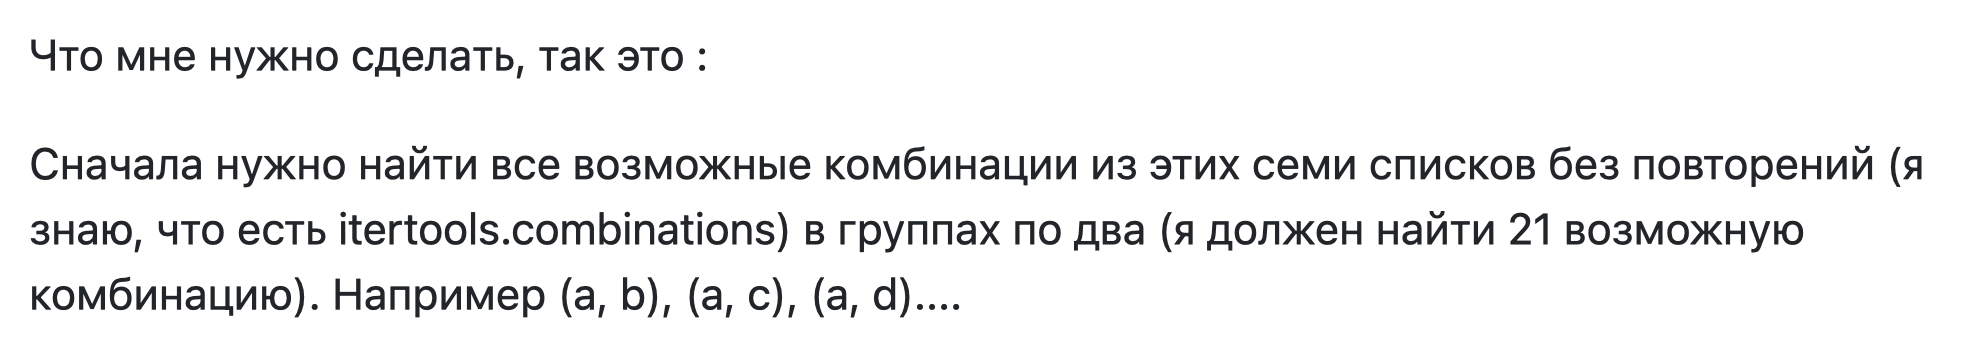 Что мне нужно сделать, так это :
Сначала нужно найти все возможные комбинации из этих семи списков без повторений (я
знаю, что есть itertools.combinations) в группах по два (я должен найти 21 возможную
комбинацию). Например (a, b), (a, c), (a, d)....